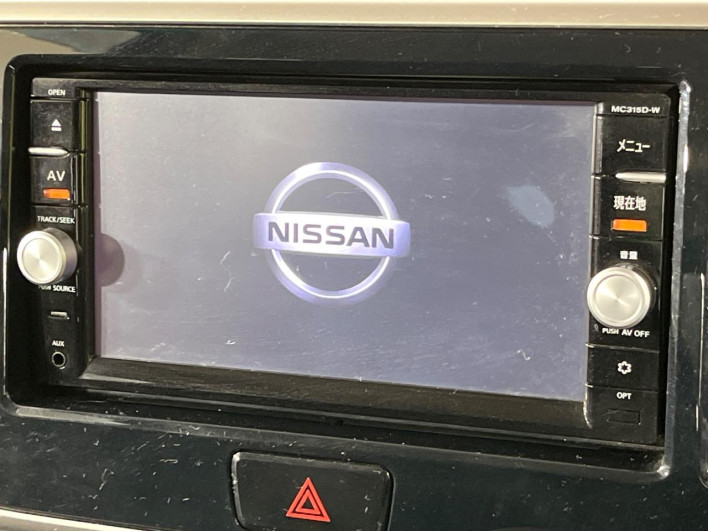 OPEN
MC315D-W
メニュー
AV
現在地
TRACK/SEEK
NISSAN
音量
PUSH SOURCE
PUSH AV OFF
AUX
OPT